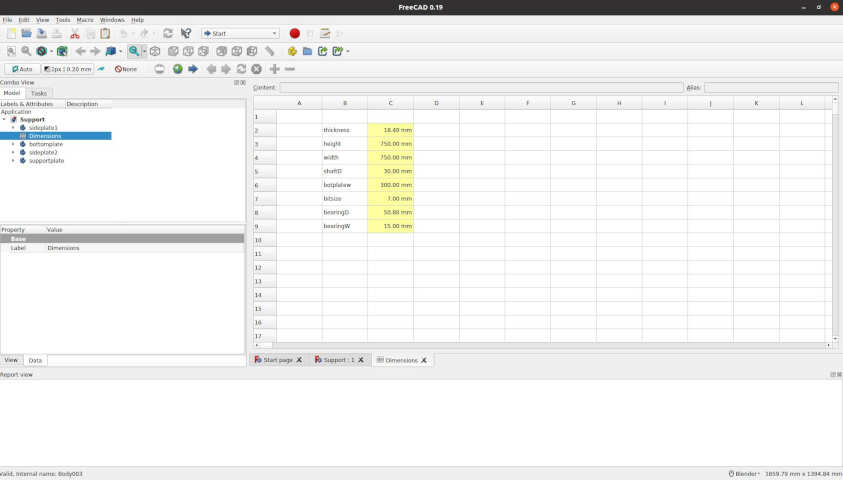 FreeCAD 0.19
File Edit View Tools Macro Windows Help
Start
Auto 2px | 0.20 mm None
Combo View
Model Tasks
Labels & Attributes Description
Application
Support
sideplate1
Dimensions
bottomplate
sideplate2
supportplate
Property Value
Base
Label Dimensions
View Data
Content: Alias:
A B C D E F G H I J K L
1
2 thickness 18.40 mm
3 height 750.00 mm
4 width 750.00 mm
5 shaftD 30.00 mm
6 botplatew 300.00 mm
7 bitsize 7.00 mm
8 bearingD 50.88 mm
9 bearingW 15.00 mm
10
11
12
13
14
15
16
17
Start page Support : 1 Dimensions
Report view
Valid, Internal name: Body003
Blender 1859.79 mm x 1394.84 mm